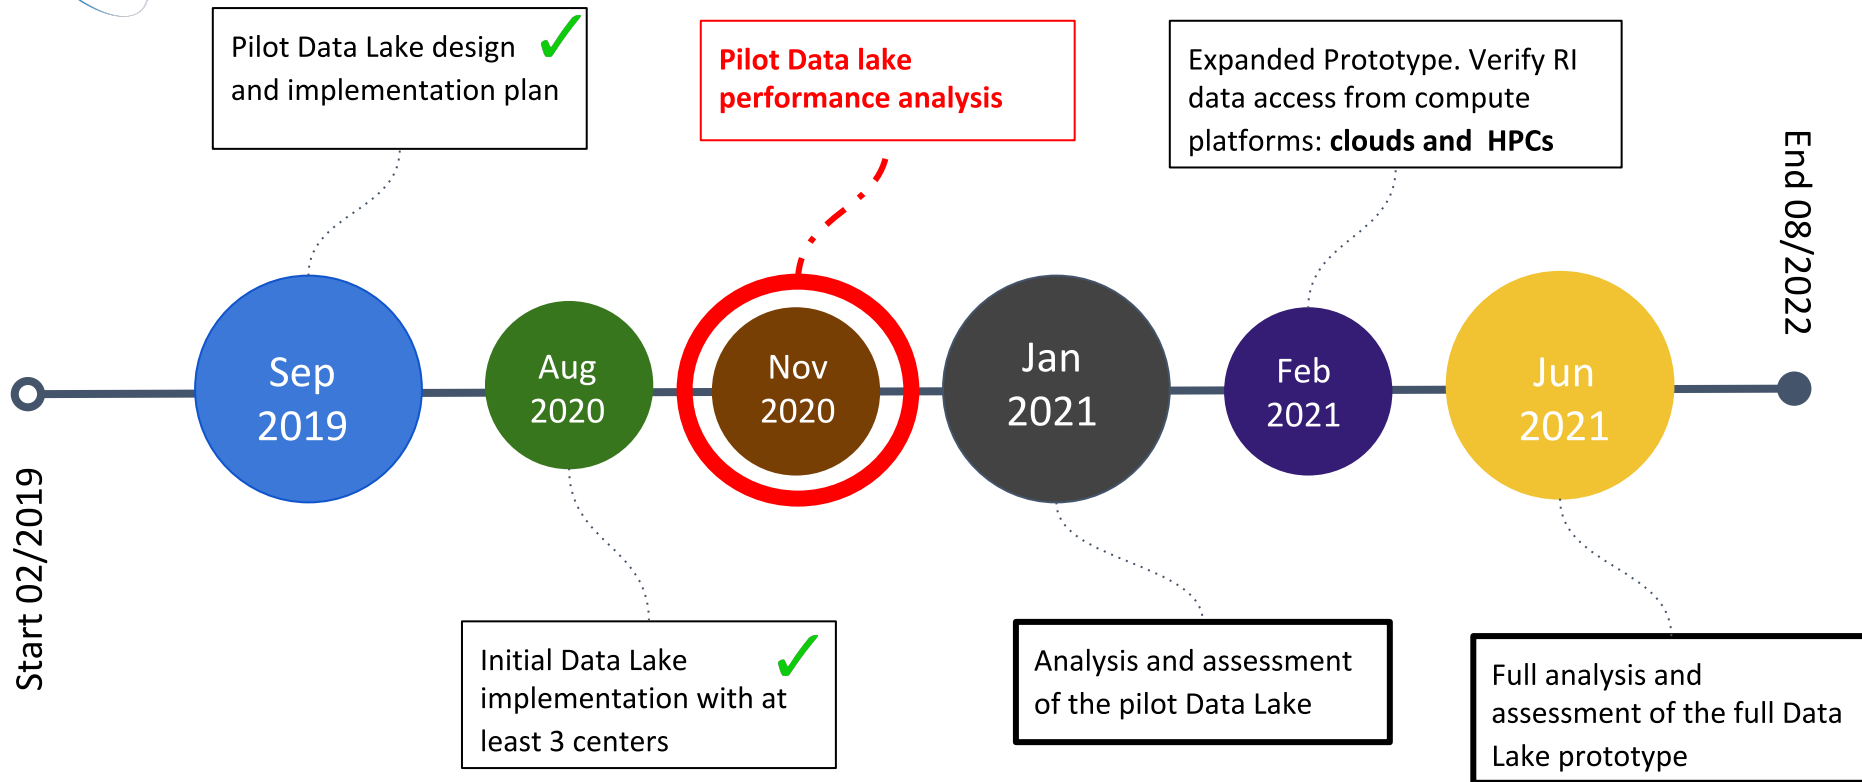 Pilot Data Lake design
and implementation plan
Pilot Data lake
performance analysis
Expanded Prototype. Verify RI
data access from compute
platforms: clouds and HPCs
Start 02/2019
Sep
2019
Aug
2020
Nov
2020
Jan
2021
Feb
2021
Jun
2021
End 08/2022
Initial Data Lake
implementation with at
least 3 centers
Analysis and assessment
of the pilot Data Lake
Full analysis and
assessment of the full Data
Lake prototype